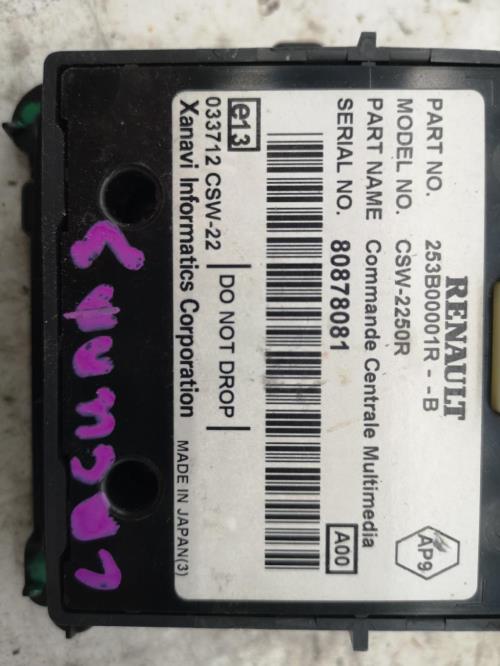 RENAULT
PART NO. 253B00001R - -B
MODEL NO. CSW-2250R
PART NAME Commande Centrale Multimedia
SERIAL NO. 80878081
A00
AP9
e13
033712 CSW-22
DO NOT DROP
Xanavi Informatics Corporation
MADE IN JAPAN(3)